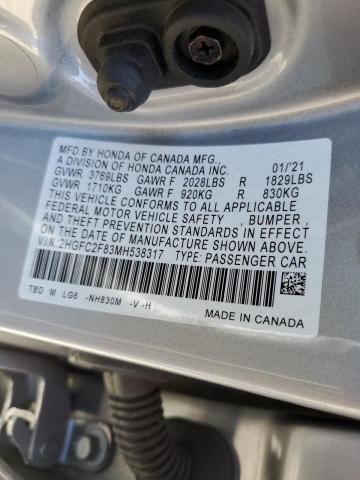 MFD BY HONDA OF CANADA MFG.,
A DIVISION OF HONDA CANADA INC. 01/'21
GVWR 3769LBS GAWR F 2028LBS R 1829LBS
GVWR 1710KG GAWR F 920KG R 830KG
THIS VEHICLE CONFORMS TO ALL APPLICABLE
FEDERAL MOTOR VEHICLE SAFETY , BUMPER ,
AND THEFT PREVENTION STANDARDS IN EFFECT
ON THE DATE OF MANUFACTURE SHOWN ABOVE.
V.I.N.:2HGFC2F83MH538317 TYPE: PASSENGER CAR
TBD M LG6 -NH830M -V -H
MADE IN CANADA